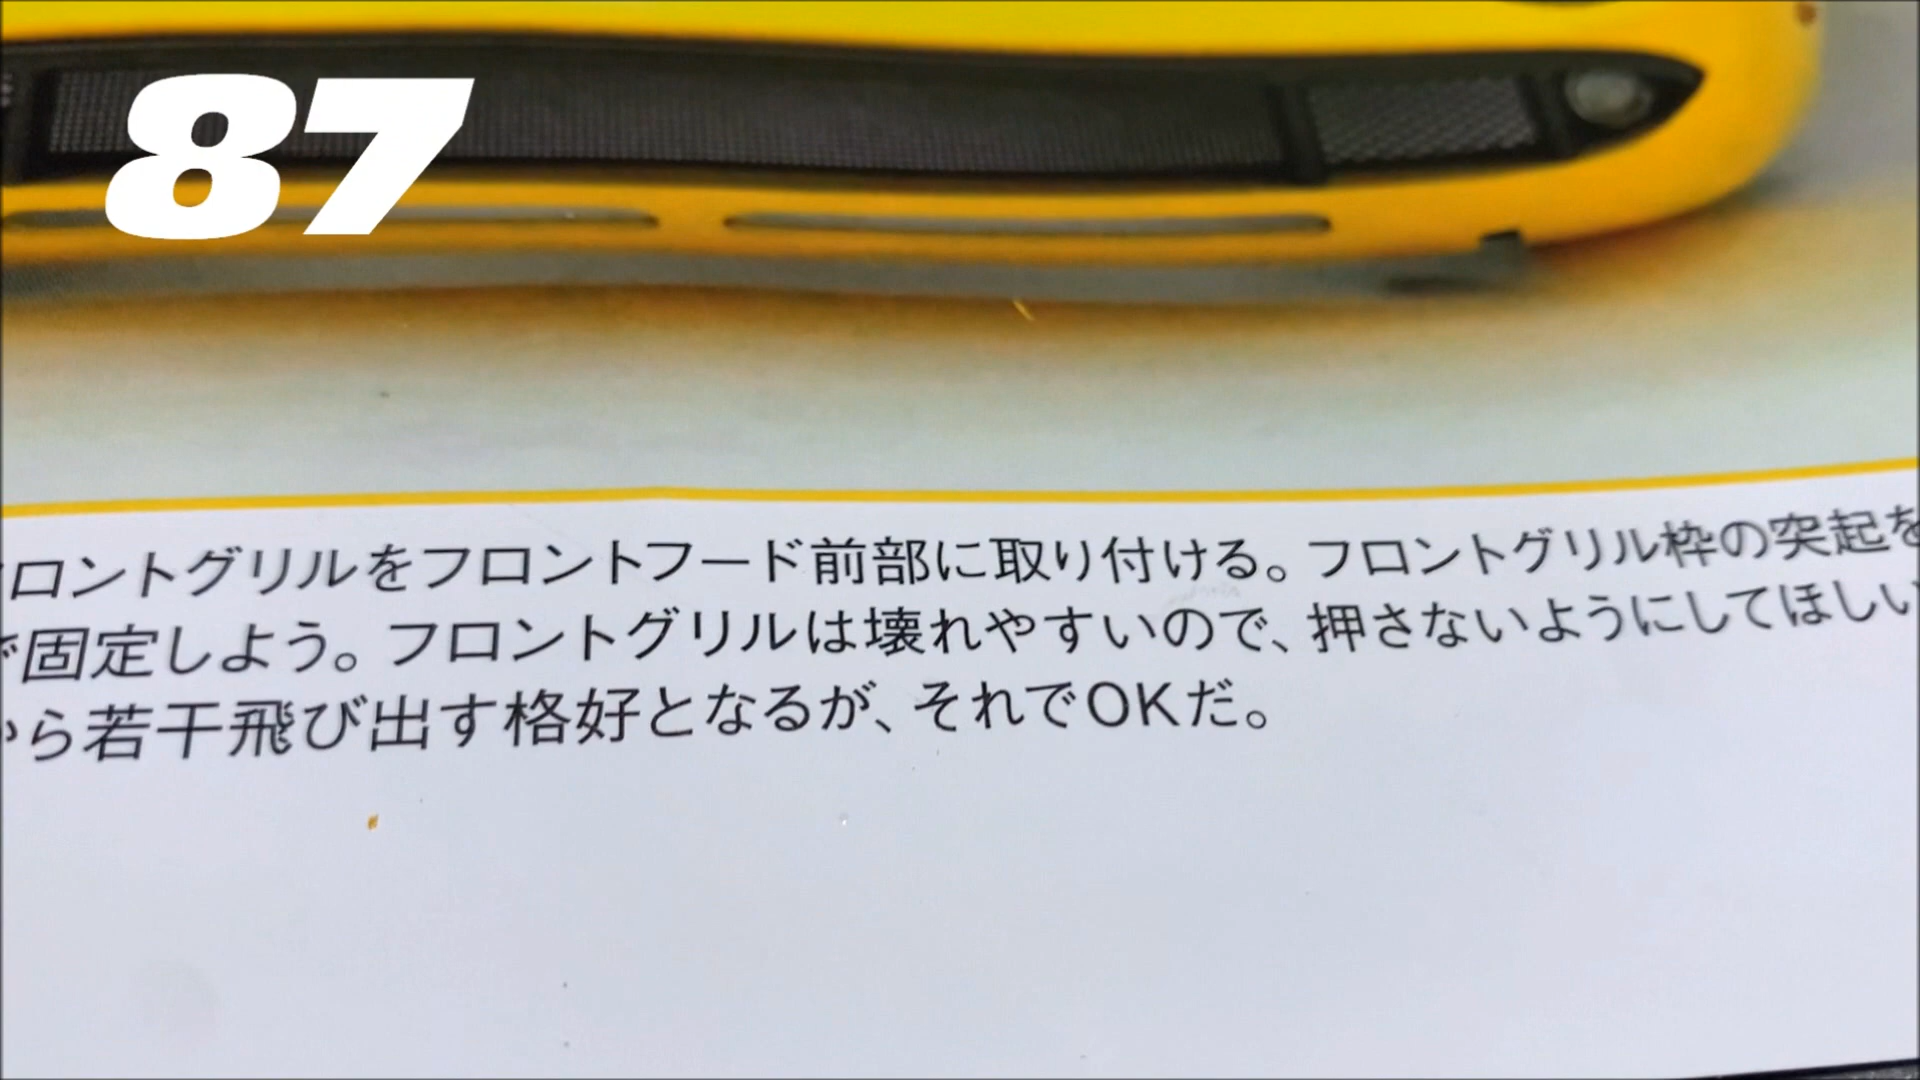 87
ロントグリルをフロントフード前部に取り付ける。フロントグリル枠の突起を
で固定しよう。フロントグリルは壊れやすいので、押さないようにしてほしい
から若干飛び出す格好となるが、それでOKだ。